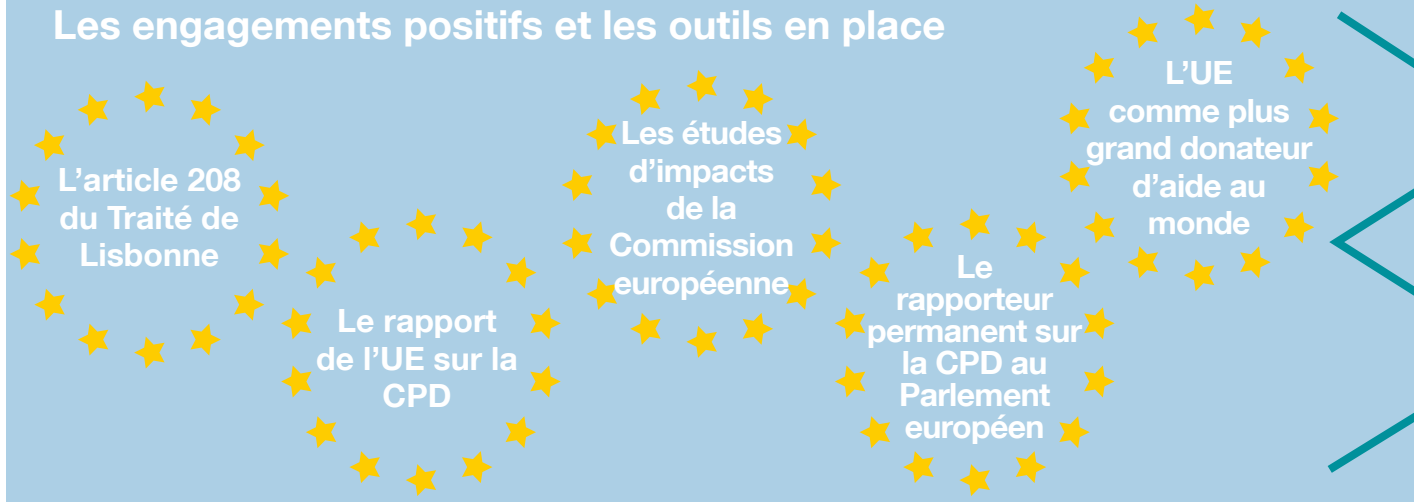 Les engagements positifs et les outils en place
L’article 208
du Traité de
Lisbonne
Le rapport
de l’UE sur la
CPD
Les études
d’impacts
de la
Commission
européenne
Le
rapporteur
permanent sur
la CPD au
Parlement
européen
L’UE
comme plus
grand donateur
d’aide au
monde